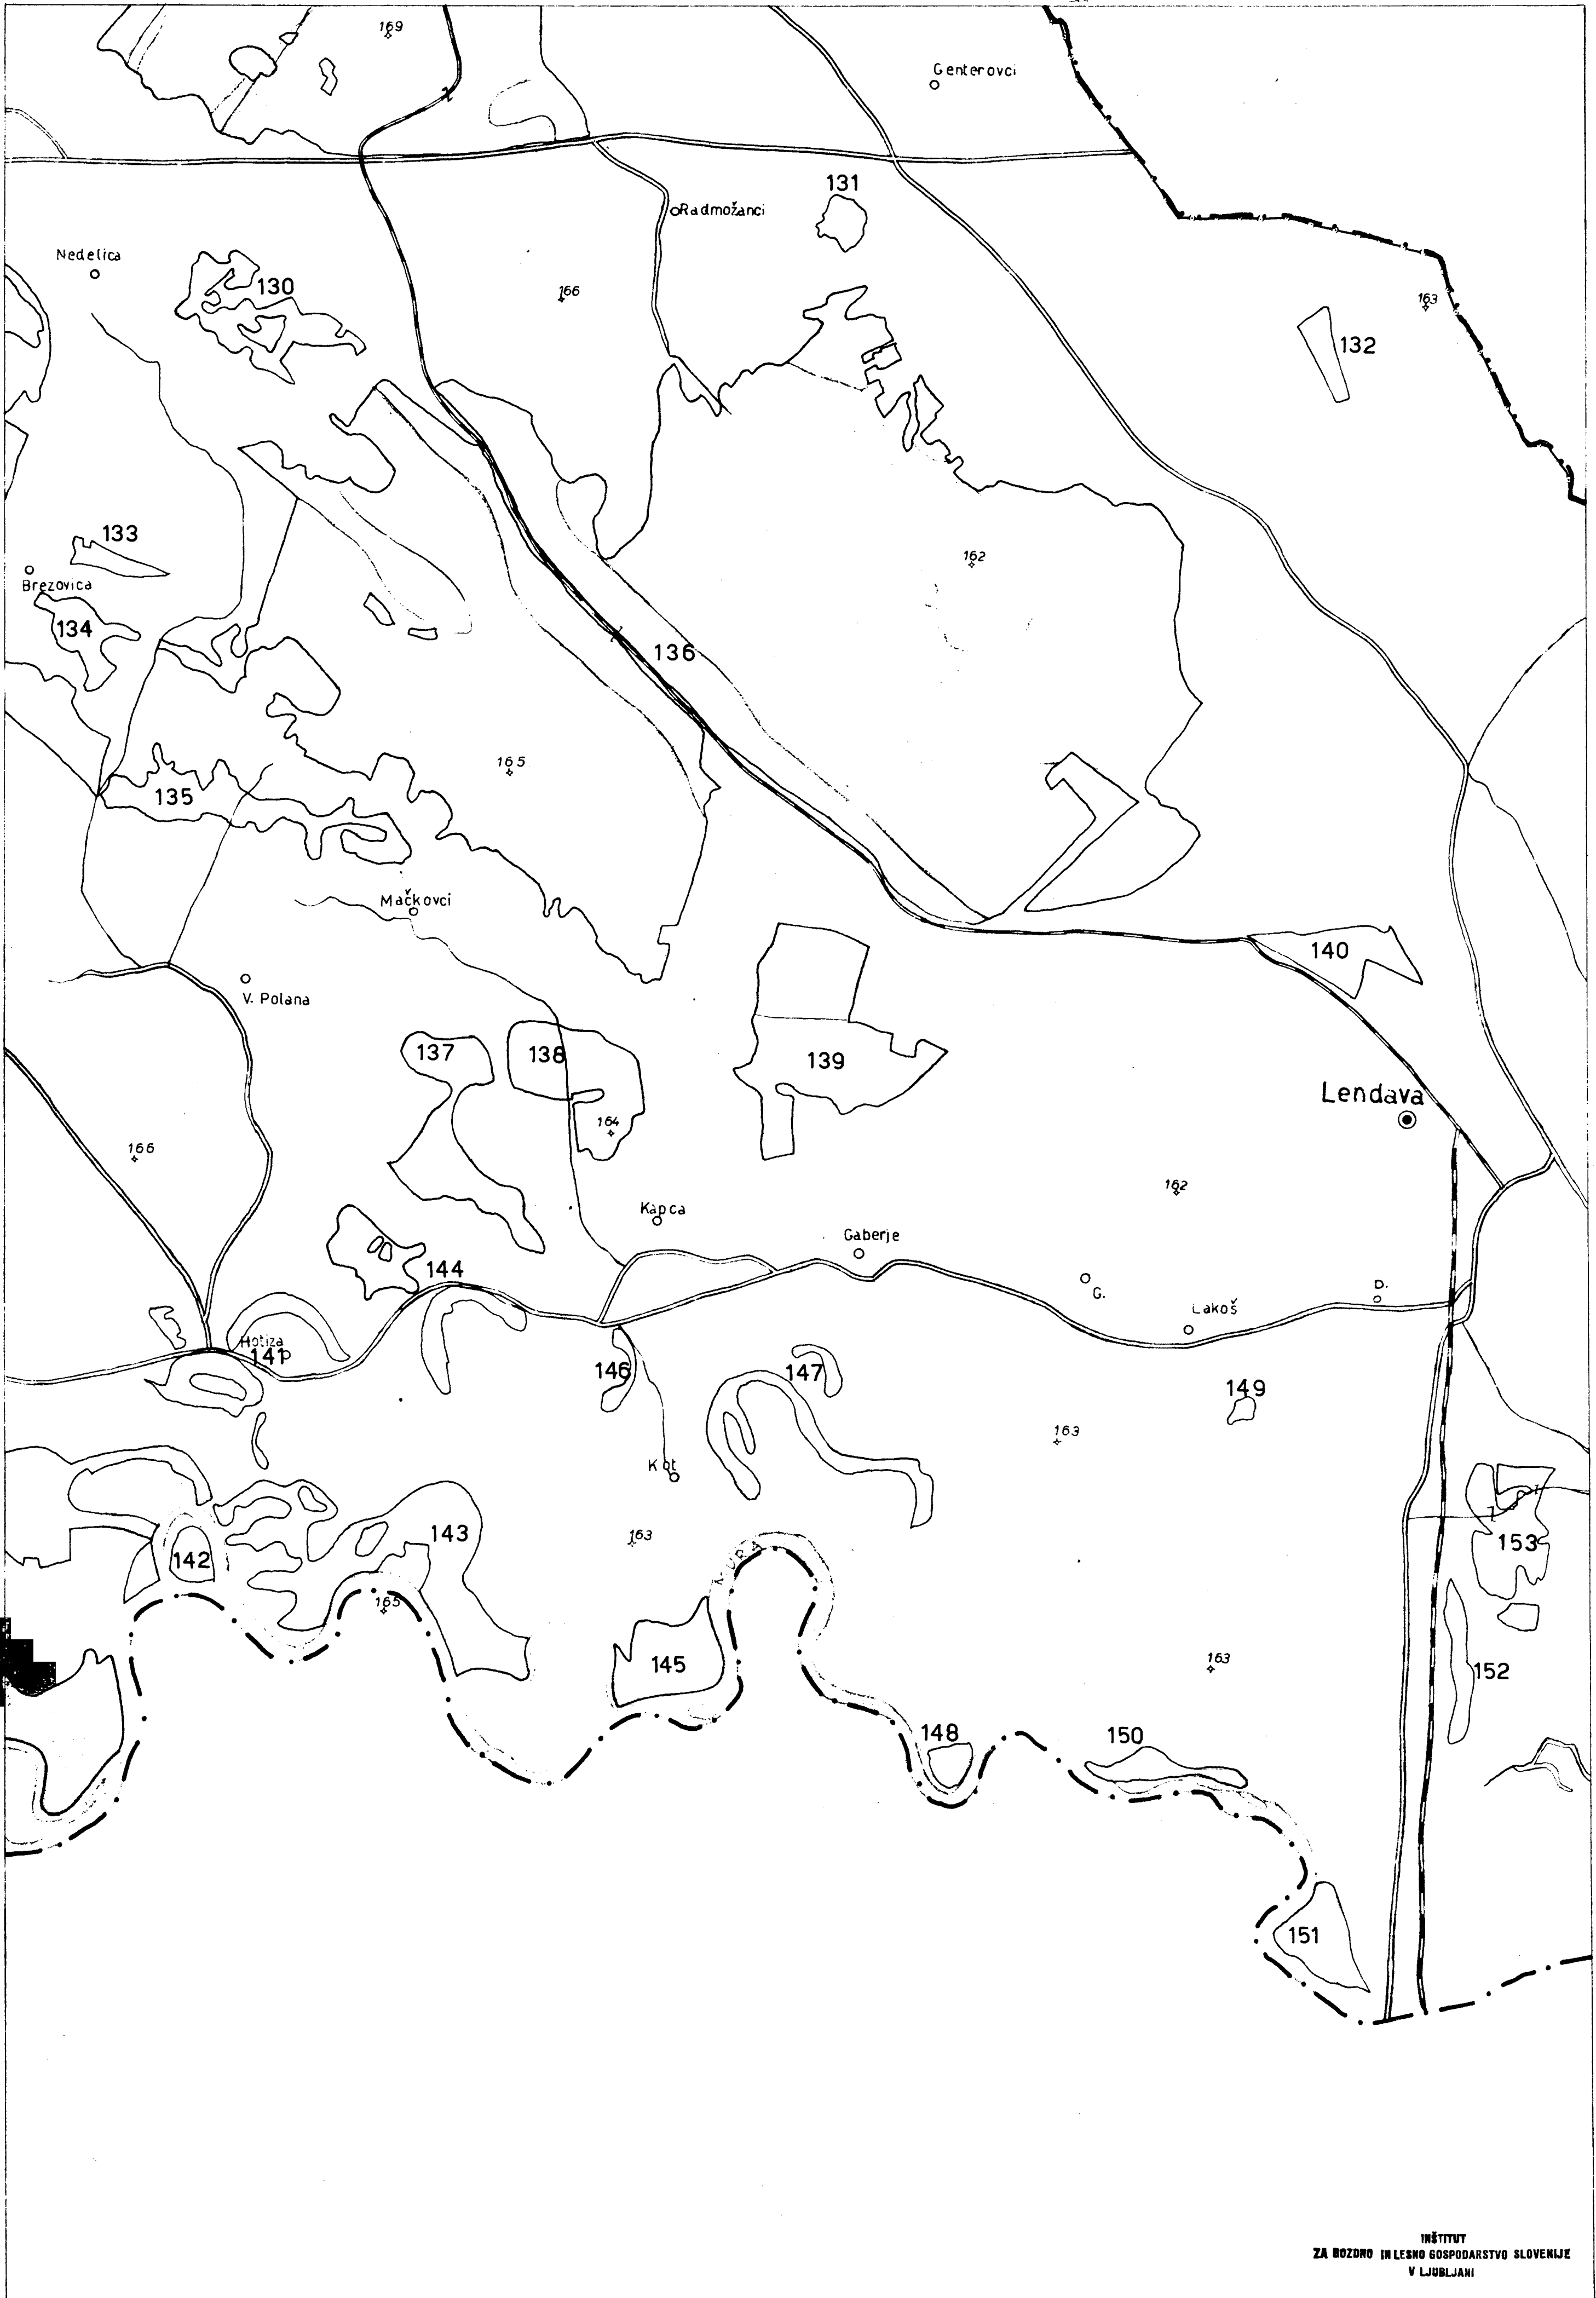 169
Genterovci
131
Radmožanci
Nedelica
130
166
163
132
133
162
Brezovica
134
136
165
135
Mačkovci
140
V. Polana
137
138
139
Lendava
164
166
162
Kapca
Gaberje
144
G.
D.
Lakoš
Hotiza
141
146
147
149
163
Kot
143
163
MURA
153
142
165
145
163
152
148
150
151
INŠTITUT
ZA GOZDNO IN LESNO GOSPODARSTVO SLOVENIJE
V LJUBLJANI